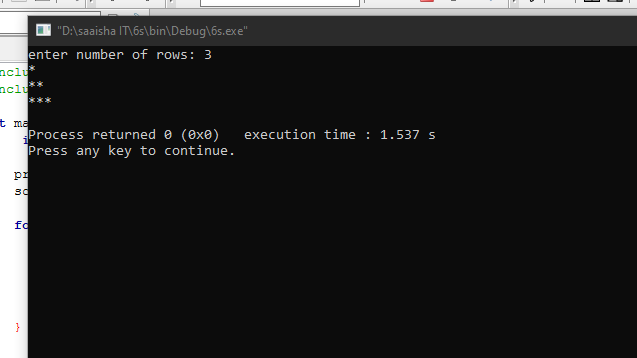 "D:\saaisha IT\6s\bin\Debug\6s.exe"
enter number of rows: 3
*
**
***
Process returned 0 (0x0)   execution time : 1.537 s
Press any key to continue.
nclu
nclu
t ma
i
pr
sc
fo
}